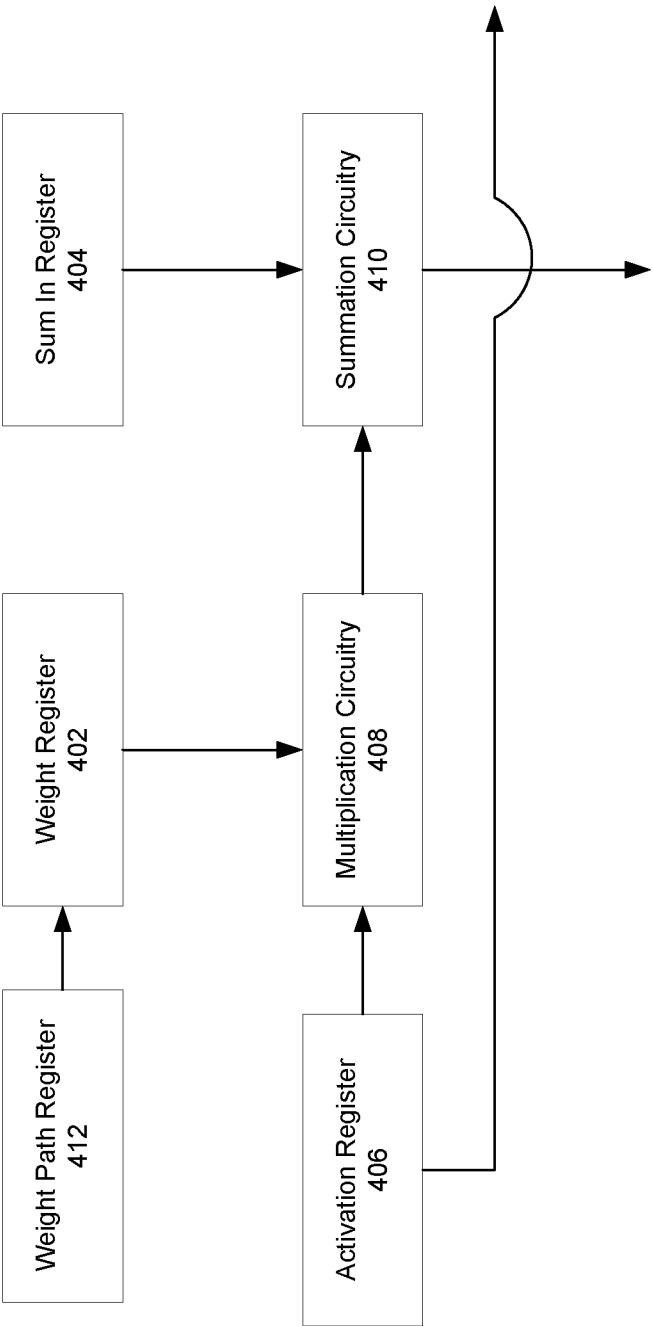 Weight Path Register
412
Weight Register
402
Sum In Register
404
Activation Register
406
Multiplication Circuitry
408
Summation Circuitry
410